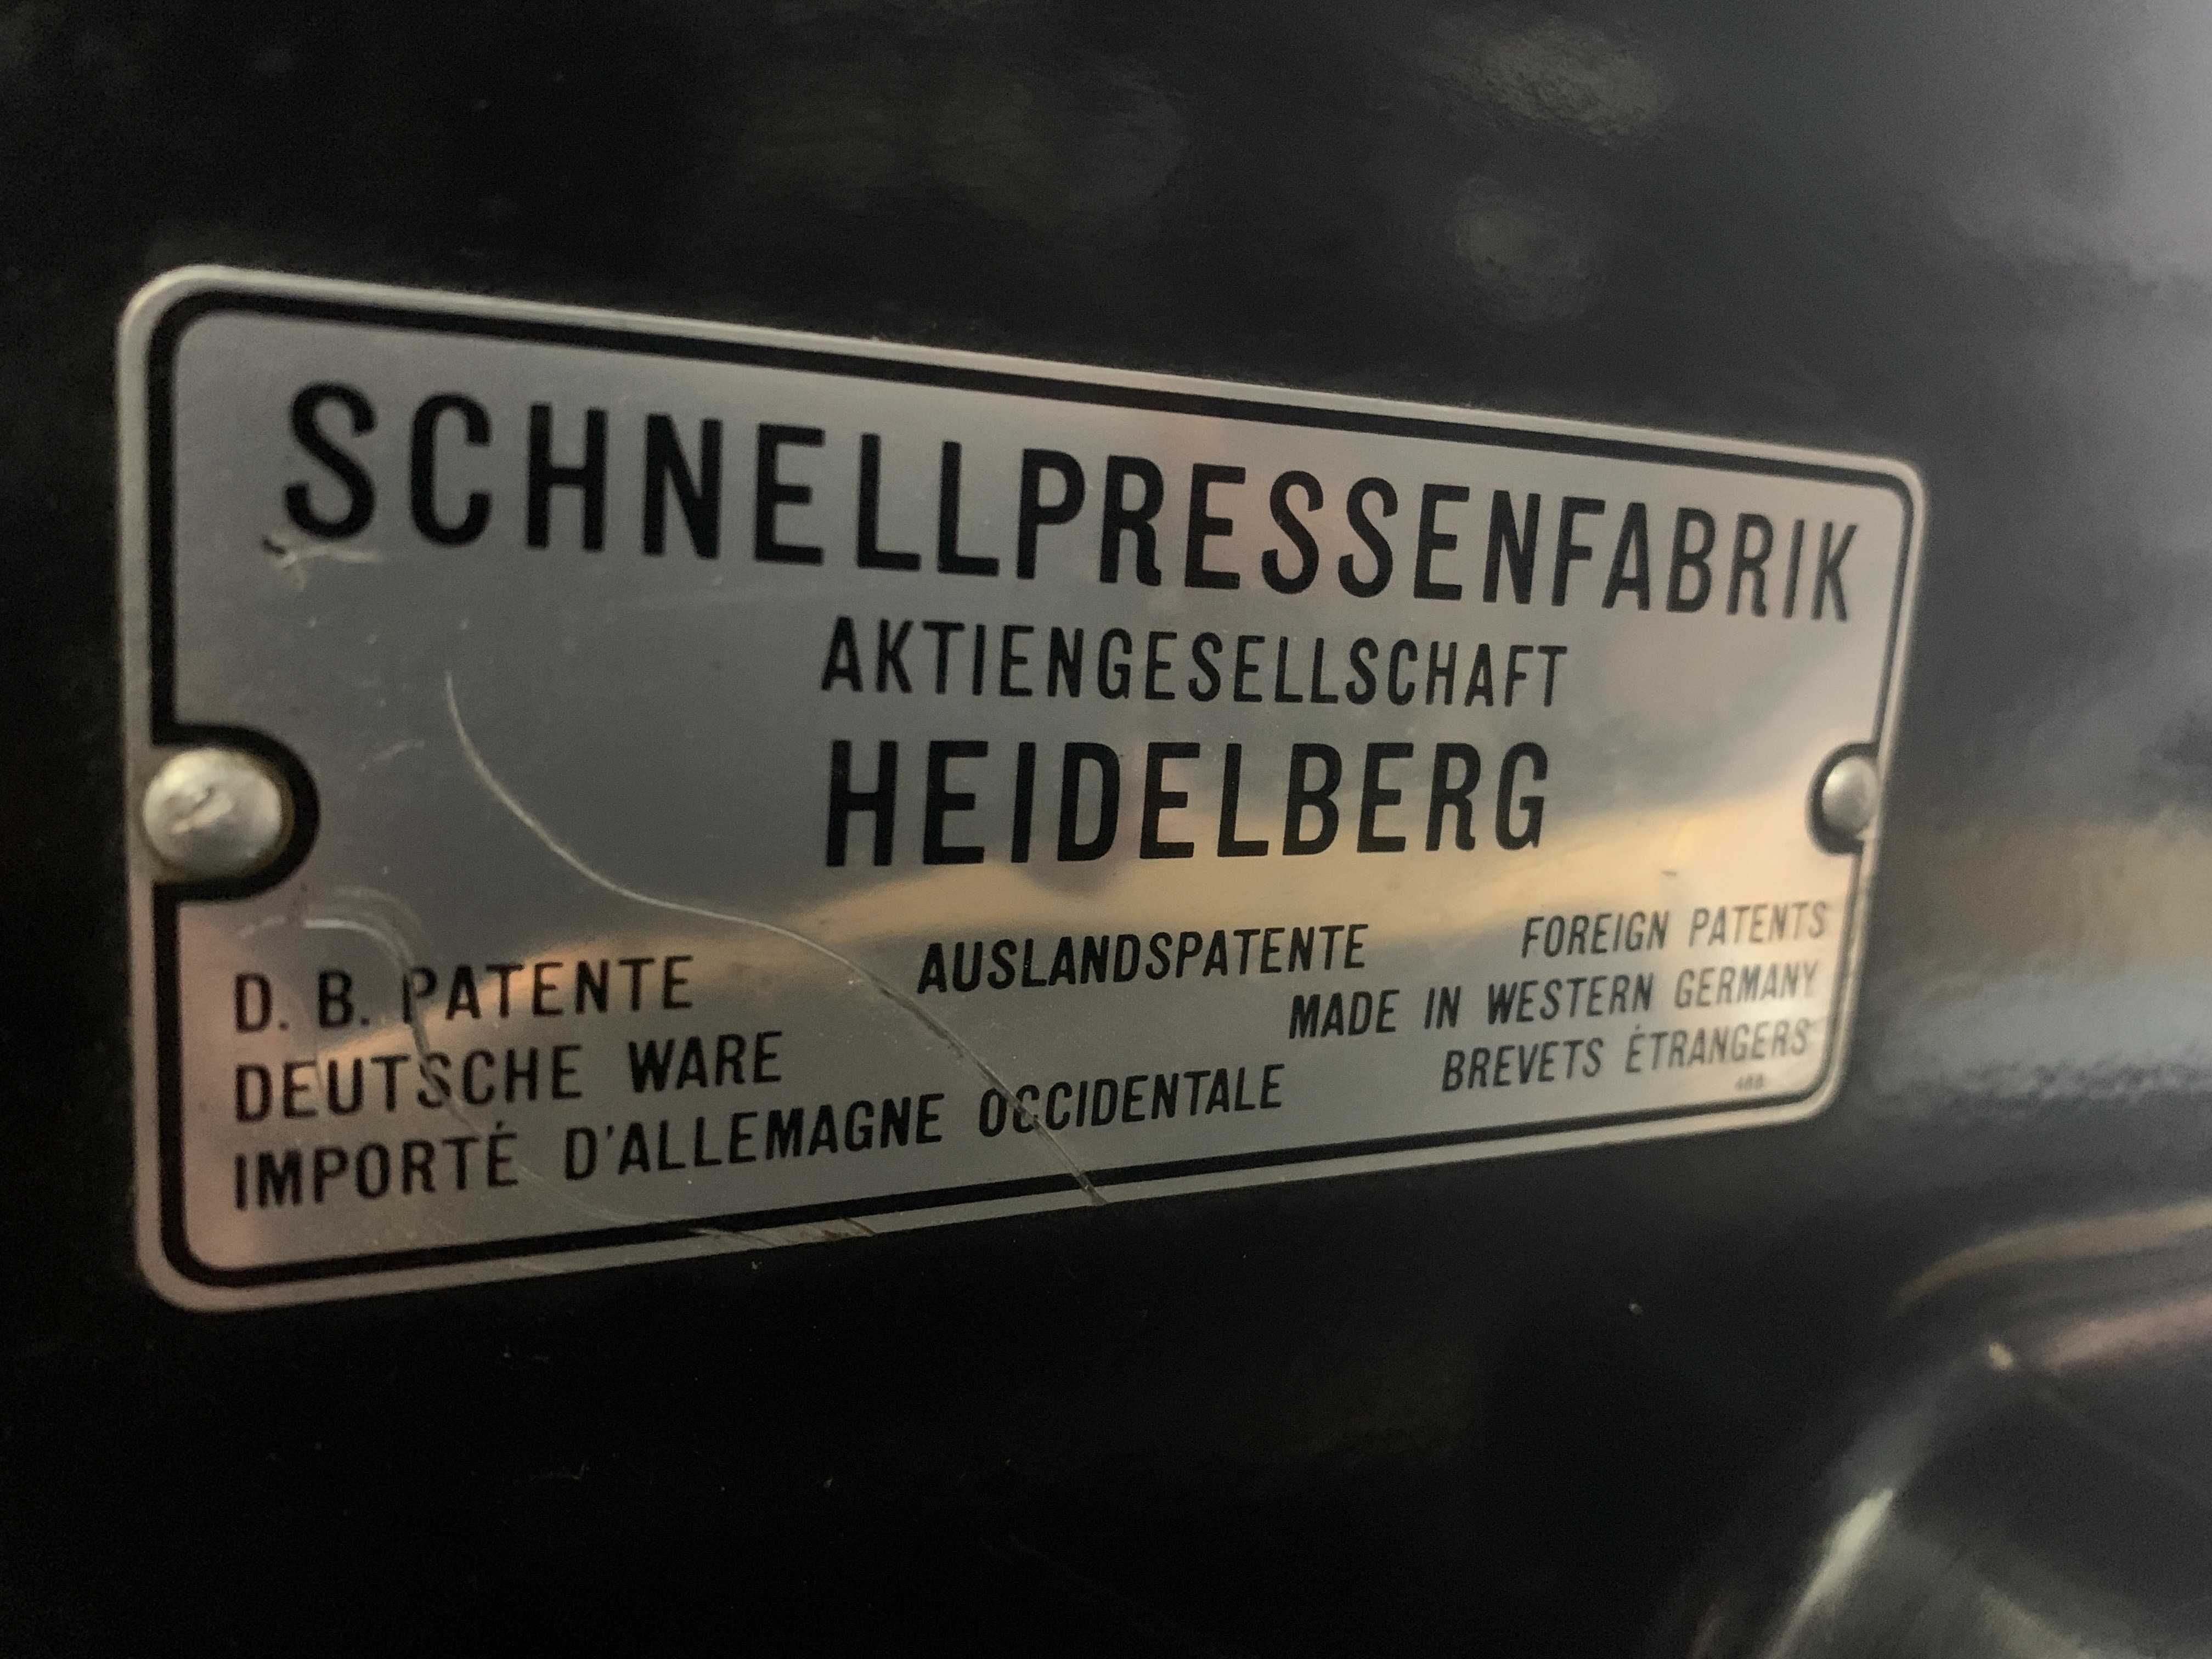 SCHNELLPRESSENFABRIK
AKTIENGESELLSCHAFT
HEIDELBERG
D. B. PATENTE AUSLANDSPATENTE FOREIGN PATENTS
DEUTSCHE WARE MADE IN WESTERN GERMANY
IMPORTÉ D'ALLEMAGNE OCCIDENTALE BREVETS ÉTRANGERS